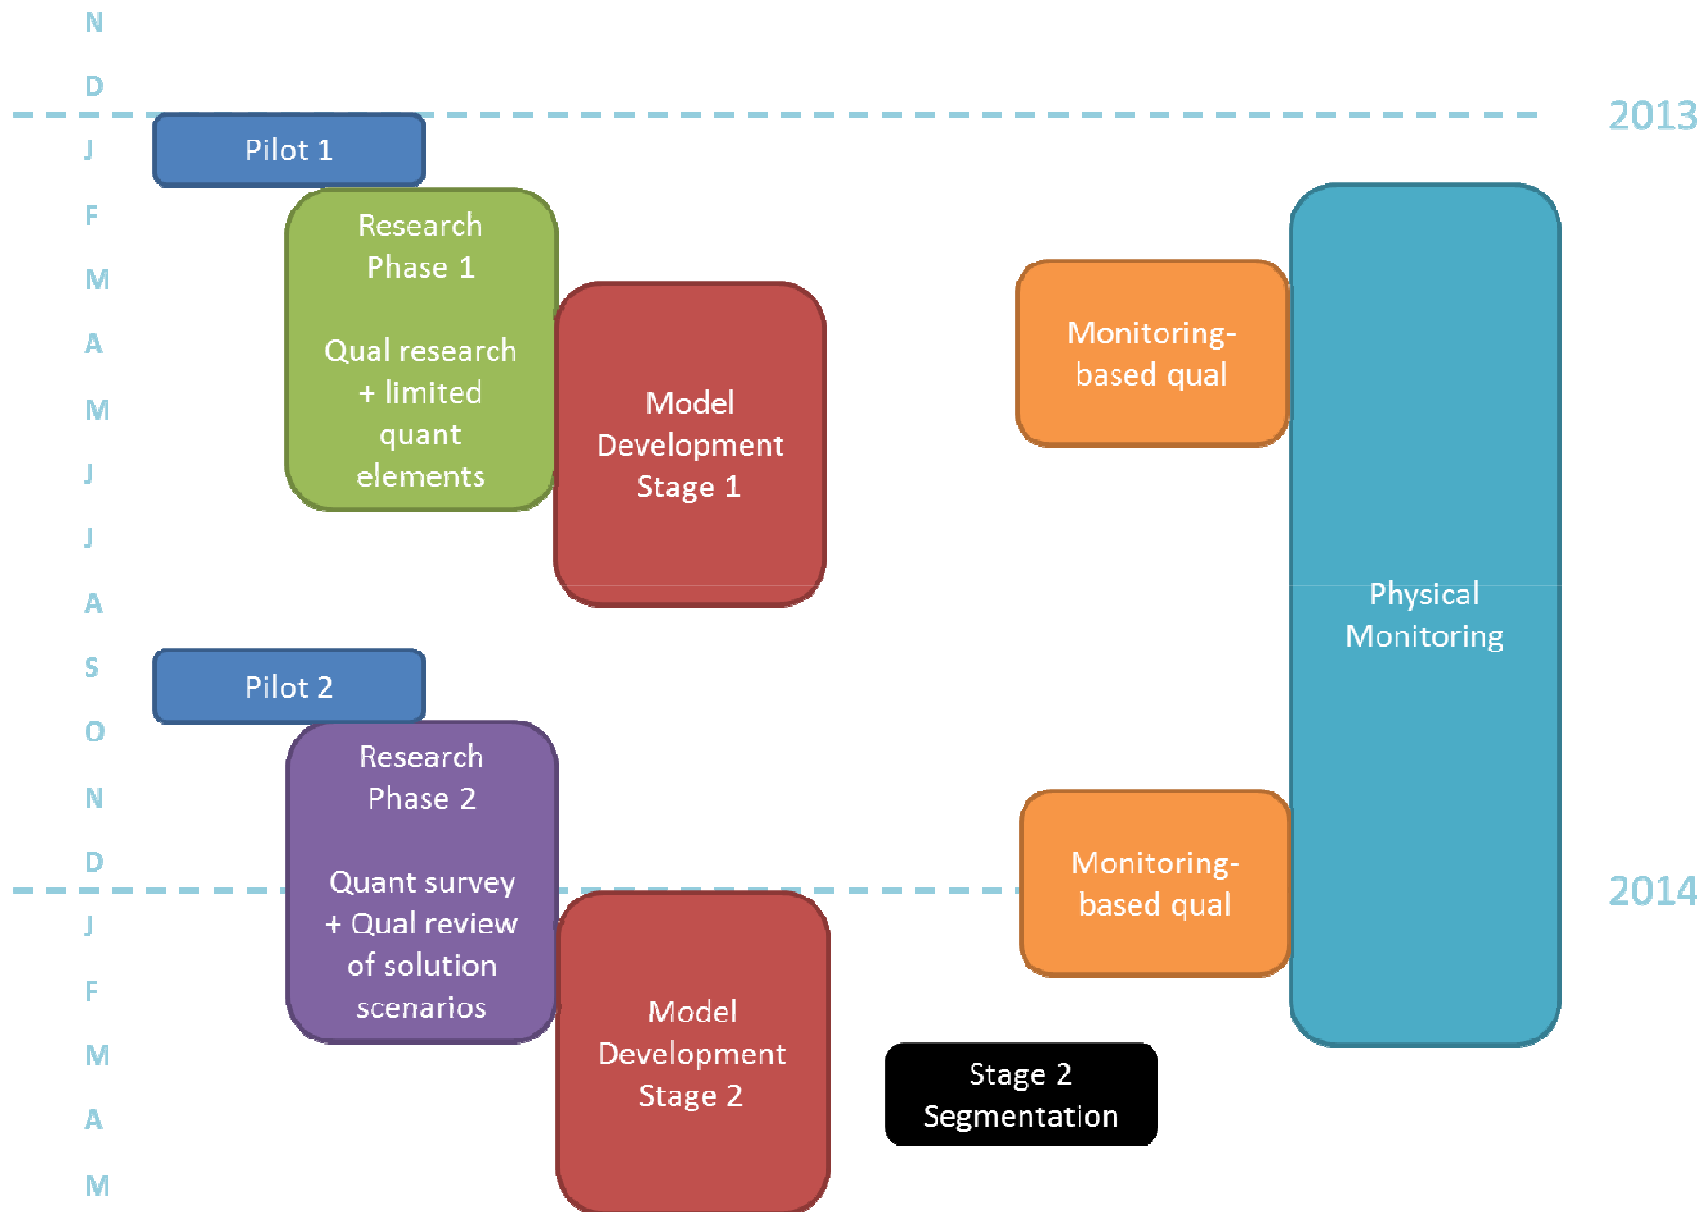 N
D
2013
J
Pilot 1
F
Research
Phase 1
Qual research
+ limited
quant
elements
M
A
M
J
J
A
Model
Development
Stage 1
Monitoring-
based qual
Physical
Monitoring
S
Pilot 2
O
Research
Phase 2
Quant survey
+ Qual review
of solution
scenarios
N
D
Monitoring-
based qual
2014
J
F
M
A
M
Model
Development
Stage 2
Stage 2
Segmentation